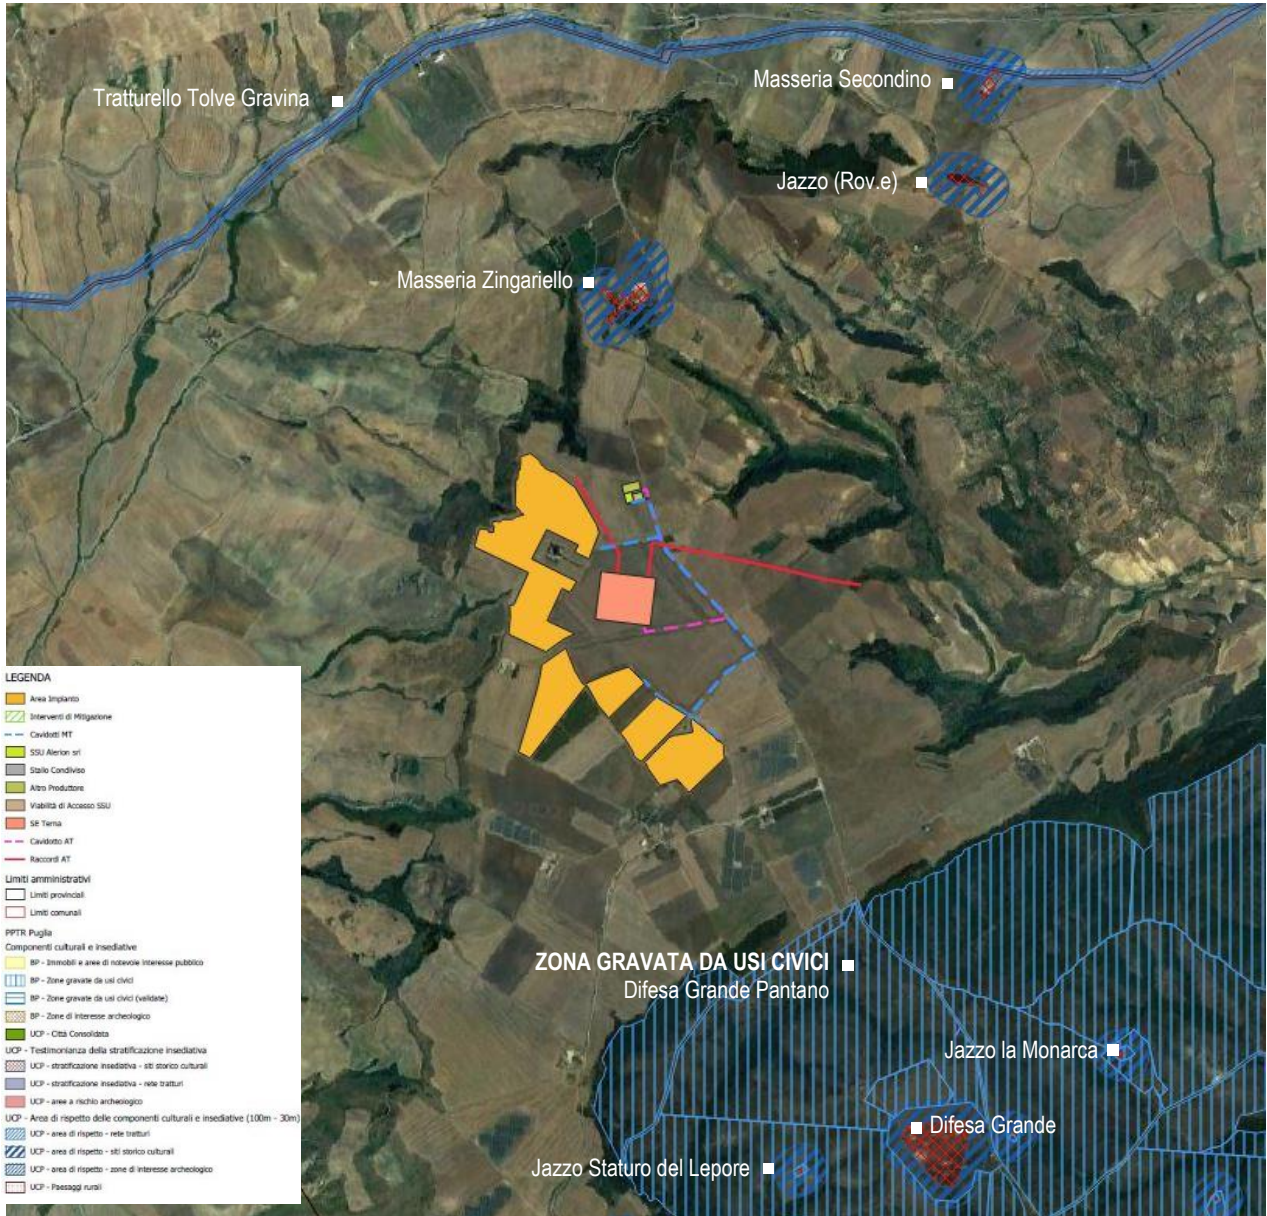 Masseria Secondino
Tratturello Tolve Gravina
Jazzo (Rov.e)
Masseria Zingariello
LEGENDA
Area Impianto
Interventi di Mitigazione
Cavidotti MT
SSU Alerion srl
Stallo Condiviso
Altro Produttore
Viabilità di Accesso SSU
SE Terna
Cavidotto AT
Raccordi AT
Limiti amministrativi
Limiti provinciali
Limiti comunali
PPTR Puglia
Componenti culturali e insediative
BP - Immobili e aree di notevole interesse pubblico
BP - Zone gravate da usi civici
BP - Zone gravate da usi civici (validate)
BP - Zone di interesse archeologico
UCP - Città Consolidata
UCP - Testimonianza della stratificazione insediativa
UCP - stratificazione insediativa - siti storico culturali
UCP - stratificazione insediativa - rete tratturi
UCP - aree a rischio archeologico
UCP - Area di rispetto delle componenti culturali e insediative (100m - 30m)
UCP - area di rispetto - rete tratturi
UCP - area di rispetto - siti storico culturali
UCP - area di rispetto - zone di interesse archeologico
UCP - Paesaggi rurali
ZONA GRAVATA DA USI CIVICI
Difesa Grande Pantano
Jazzo la Monarca
Difesa Grande
Jazzo Staturo del Lepore